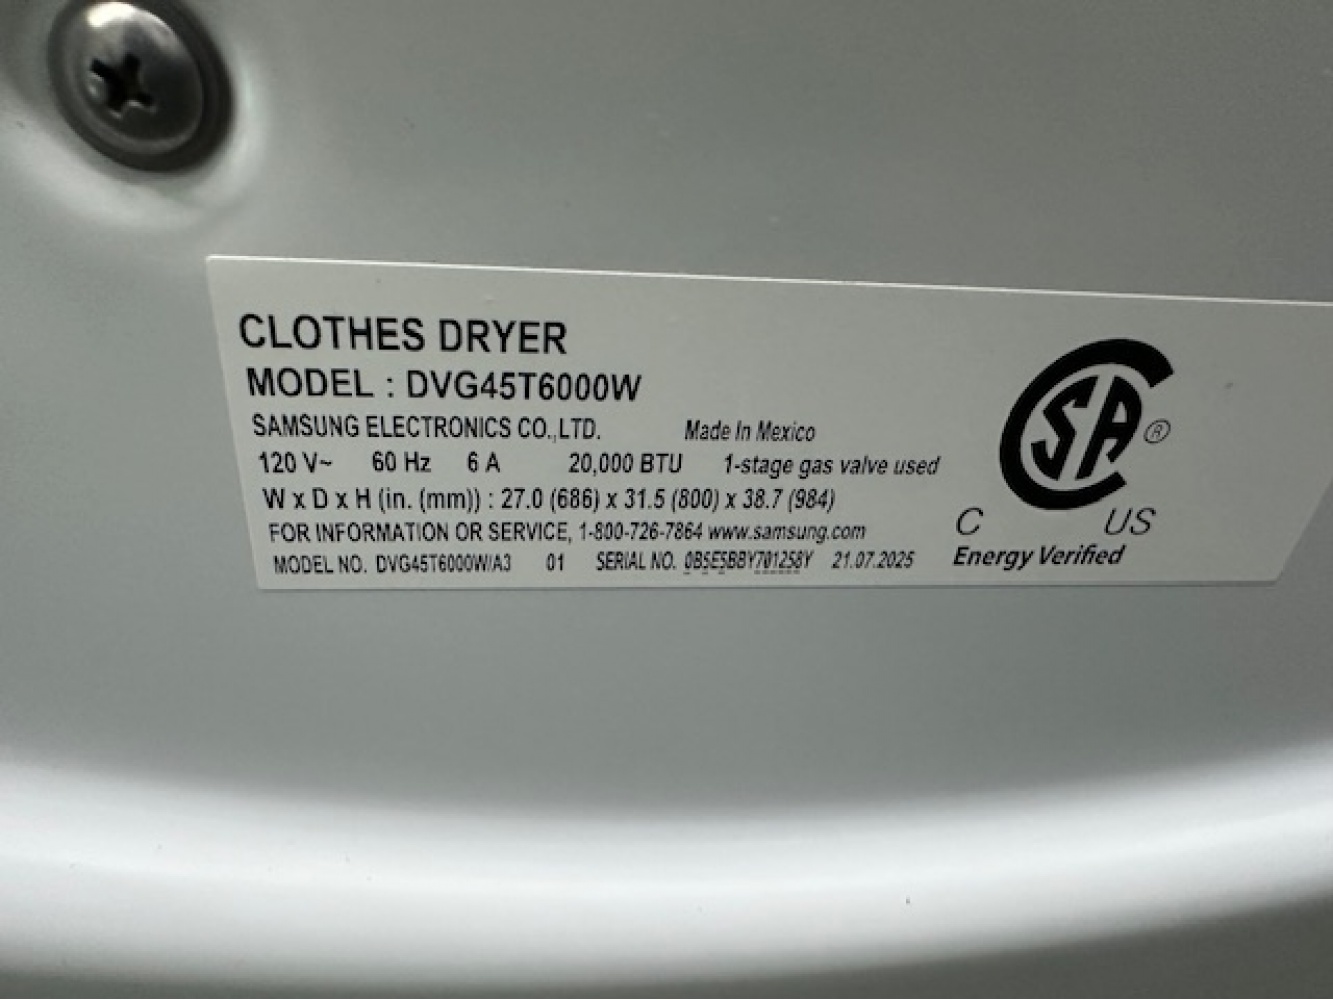 CLOTHES DRYER
MODEL : DVG45T6000W
SAMSUNG ELECTRONICS CO.,LTD. Made In Mexico
120 V~ 60 Hz 6 A 20,000 BTU 1-stage gas valve used
W x D x H (in. (mm)) : 27.0 (686) x 31.5 (800) x 38.7 (984)
FOR INFORMATION OR SERVICE, 1-800-726-7864 www.samsung.com
MODEL NO. DVG45T6000W/A3 01 SERIAL NO. 0B5E5BBY701258Y 21.07.2025
SA ®
C US
Energy Verified